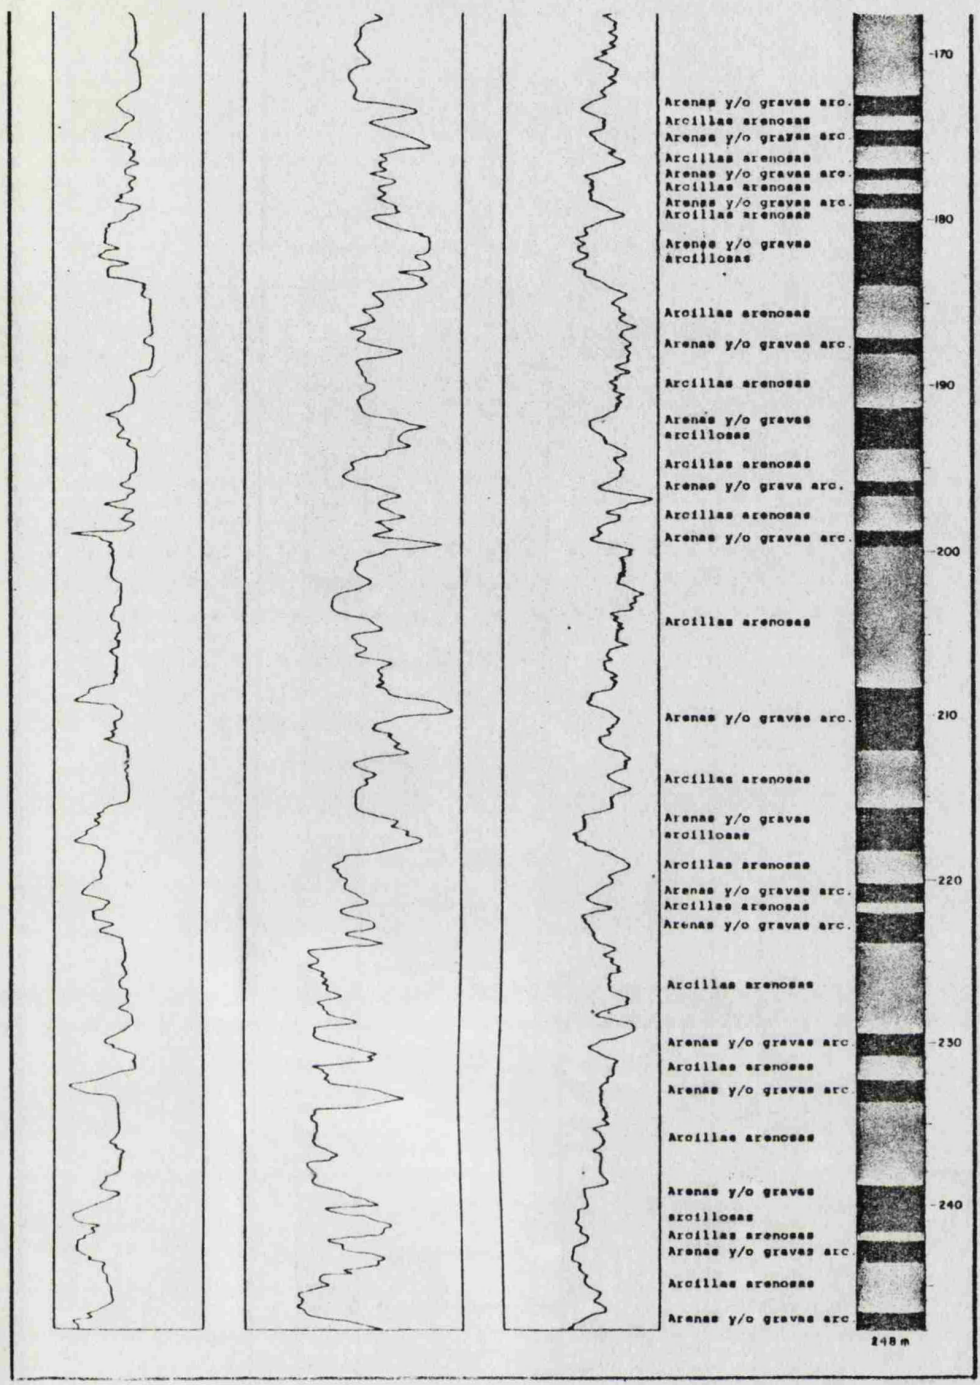 -170
Arenas y/o gravas arc.
Arcillas arenosas
Arenas y/o gravas arc.
Arcillas arenosas
Arenas y/o gravas arc.
Arcillas arenosas
Arenas y/o gravas arc.
Arcillas arenosas
-180
Arenas y/o gravas
arcillosas
Arcillas arenosas
Arenas y/o gravas arc.
Arcillas arenosas
-190
Arenas y/o gravas
arcillosas
Arcillas arenosas
Arenas y/o grava arc.
Arcillas arenosas
Arenas y/o gravas arc.
-200
Arcillas arenosas
Arenas y/o gravas arc.
-210
Arcillas arenosas
Arenas y/o gravas
arcillosas
Arcillas arenosas
-220
Arenas y/o gravas arc.
Arcillas arenosas
Arenas y/o gravas arc.
Arcillas arenosas
Arenas y/o gravas arc.
-230
Arcillas arenosas
Arenas y/o gravas arc.
Arcillas arenosas
Arenas y/o gravas
-240
arcillosas
Arcillas arenosas
Arenas y/o gravas arc.
Arcillas arenosas
Arenas y/o gravas arc.
248 m